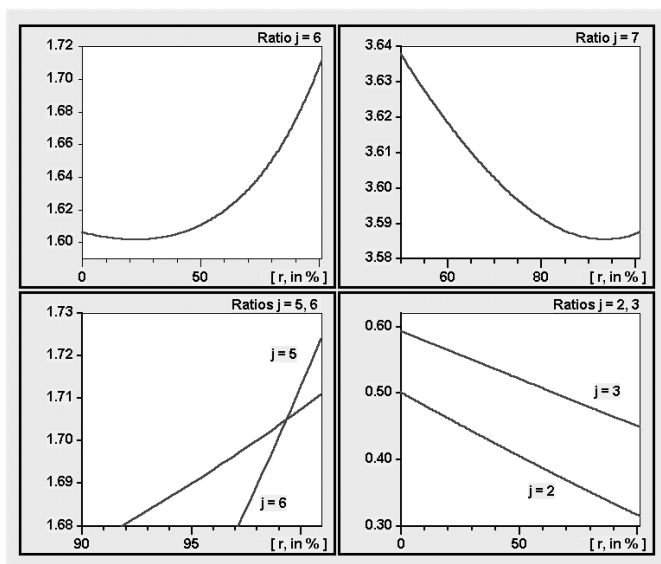 Ratio j = 6
1.72
1.70
1.68
1.66
1.64
1.62
1.60
0
50
[ r, in % ]
Ratio j = 7
3.64
3.63
3.62
3.61
3.60
3.59
3.58
60
80
[ r, in % ]
Ratios j = 5, 6
1.73
1.72
1.71
1.70
1.69
1.68
j = 5
j = 6
90
95
[ r, in % ]
Ratios j = 2, 3
0.60
0.50
0.40
0.30
j = 3
j = 2
0
50
[ r, in % ]